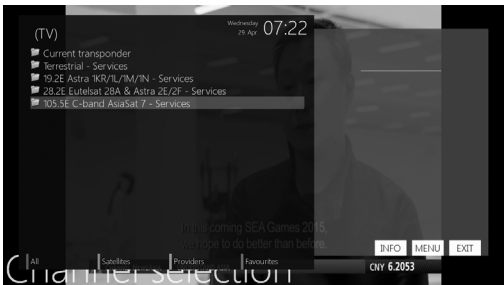 (TV)
Wednesday
29 Apr 07:22
Current transponder
Terrestrial - Services
19.2E Astra 1KR/1L/1M/1N - Services
28.2E Eutelsat 28A & Astra 2E/2F - Services
105.5E C-band AsiaSat 7 - Services
In this coming SEA Games 2015,
we hope to do better than before.
INFO MENU EXIT
All Satellites Providers Favourites
Channel selection
CNY 6.2053